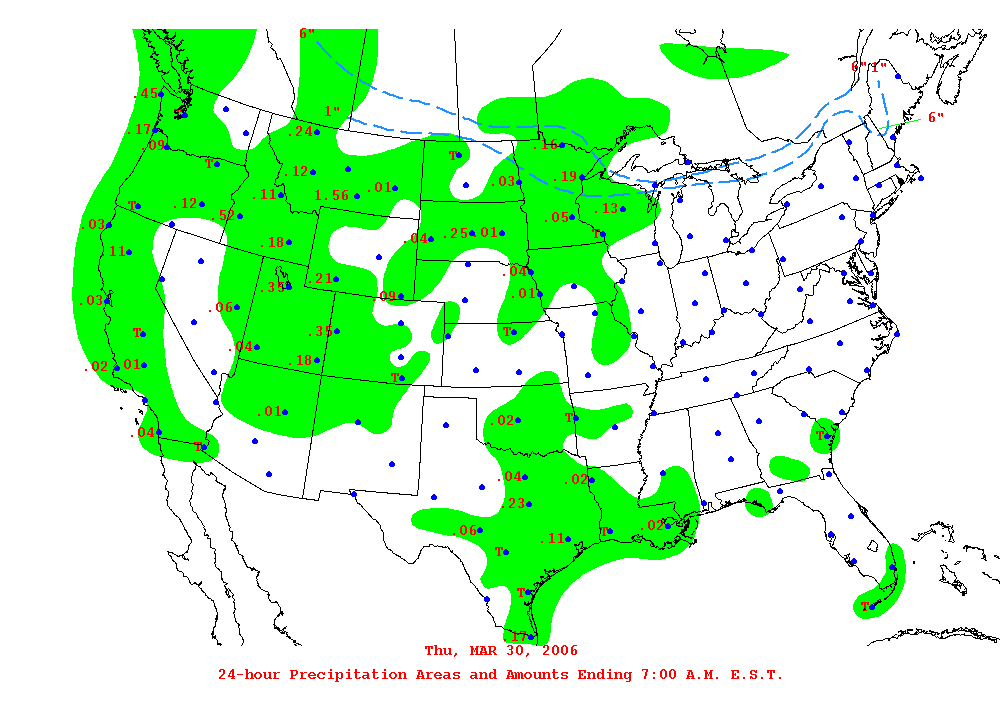 6"
6" 1"
.45
1"
6"
.17
.24
.09
.16
T
T
.12
.19
.03
.01
.11
1.56
T
.12
.13
.52
.05
.03
.18
.04
.25
.01
T
.11
.04
.21
.35
.01
.09
.03
.06
T
.35
T
.04
.18
.02
.01
T
.01
.02
T
.04
T
T
.04
.02
.23
.02
.06
T
.11
T
T
T
.17
Thu, MAR 30, 2006
24-hour Precipitation Areas and Amounts Ending 7:00 A.M. E.S.T.